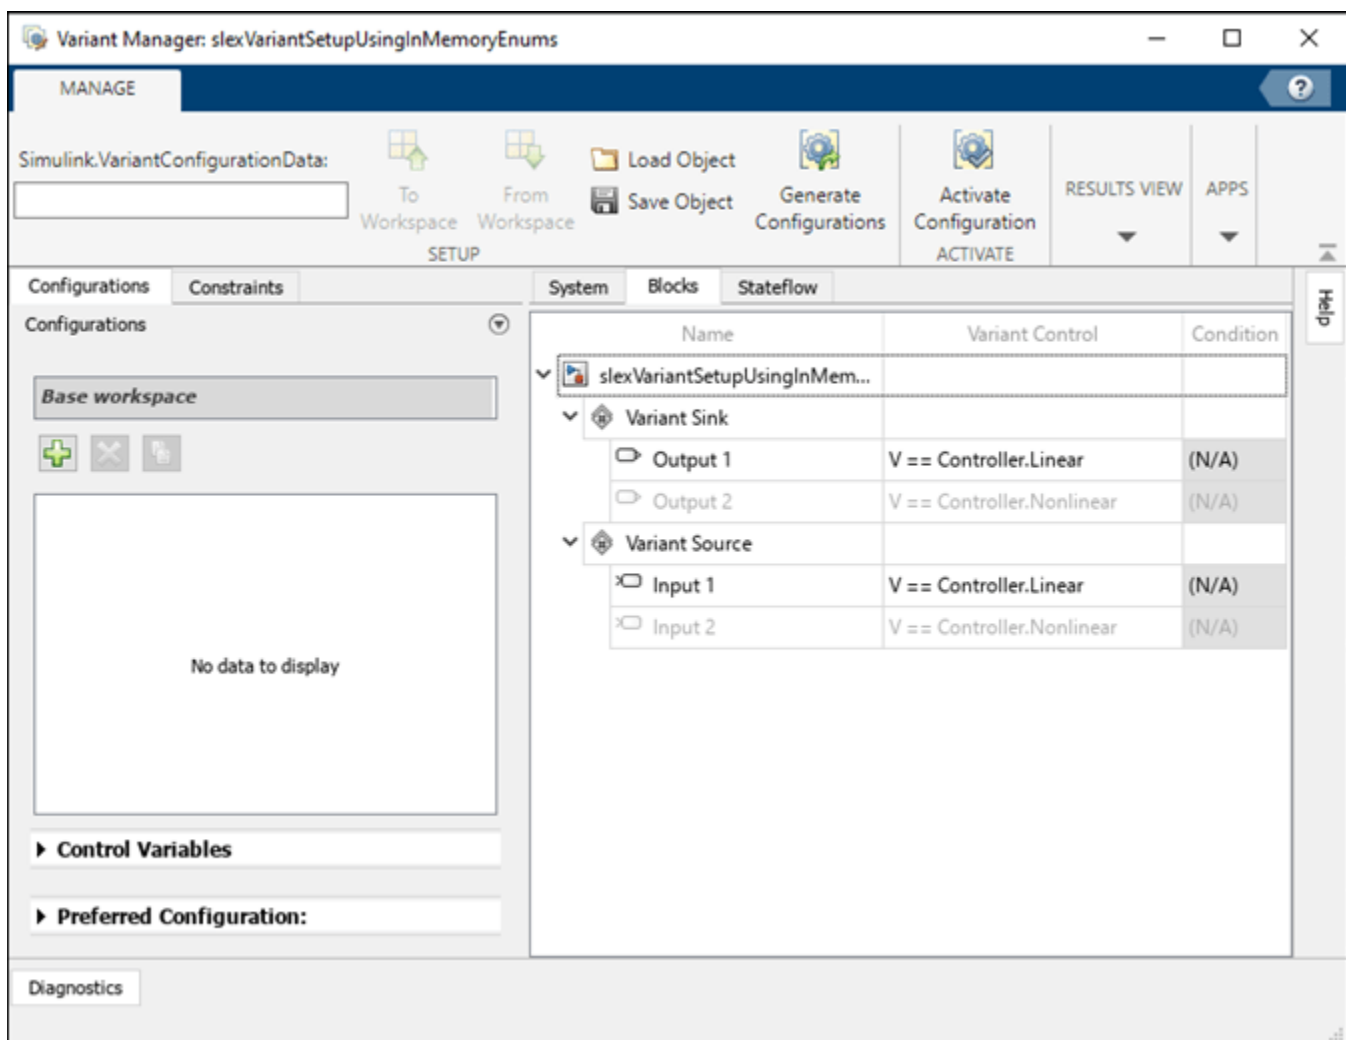 Variant Manager: slexVariantSetupUsingInMemoryEnums
MANAGE
?
Simulink.VariantConfigurationData:
To Workspace
From Workspace
Load Object
Save Object
Generate Configurations
Activate Configuration
RESULTS VIEW
APPS
SETUP
ACTIVATE
Configurations
Constraints
System
Blocks
Stateflow
Help
Configurations
Name
Variant Control
Condition
slexVariantSetupUsingInMem...
Base workspace
Variant Sink
Output 1
V == Controller.Linear
(N/A)
Output 2
V == Controller.Nonlinear
(N/A)
Variant Source
Input 1
V == Controller.Linear
(N/A)
Input 2
V == Controller.Nonlinear
(N/A)
No data to display
Control Variables
Preferred Configuration:
Diagnostics